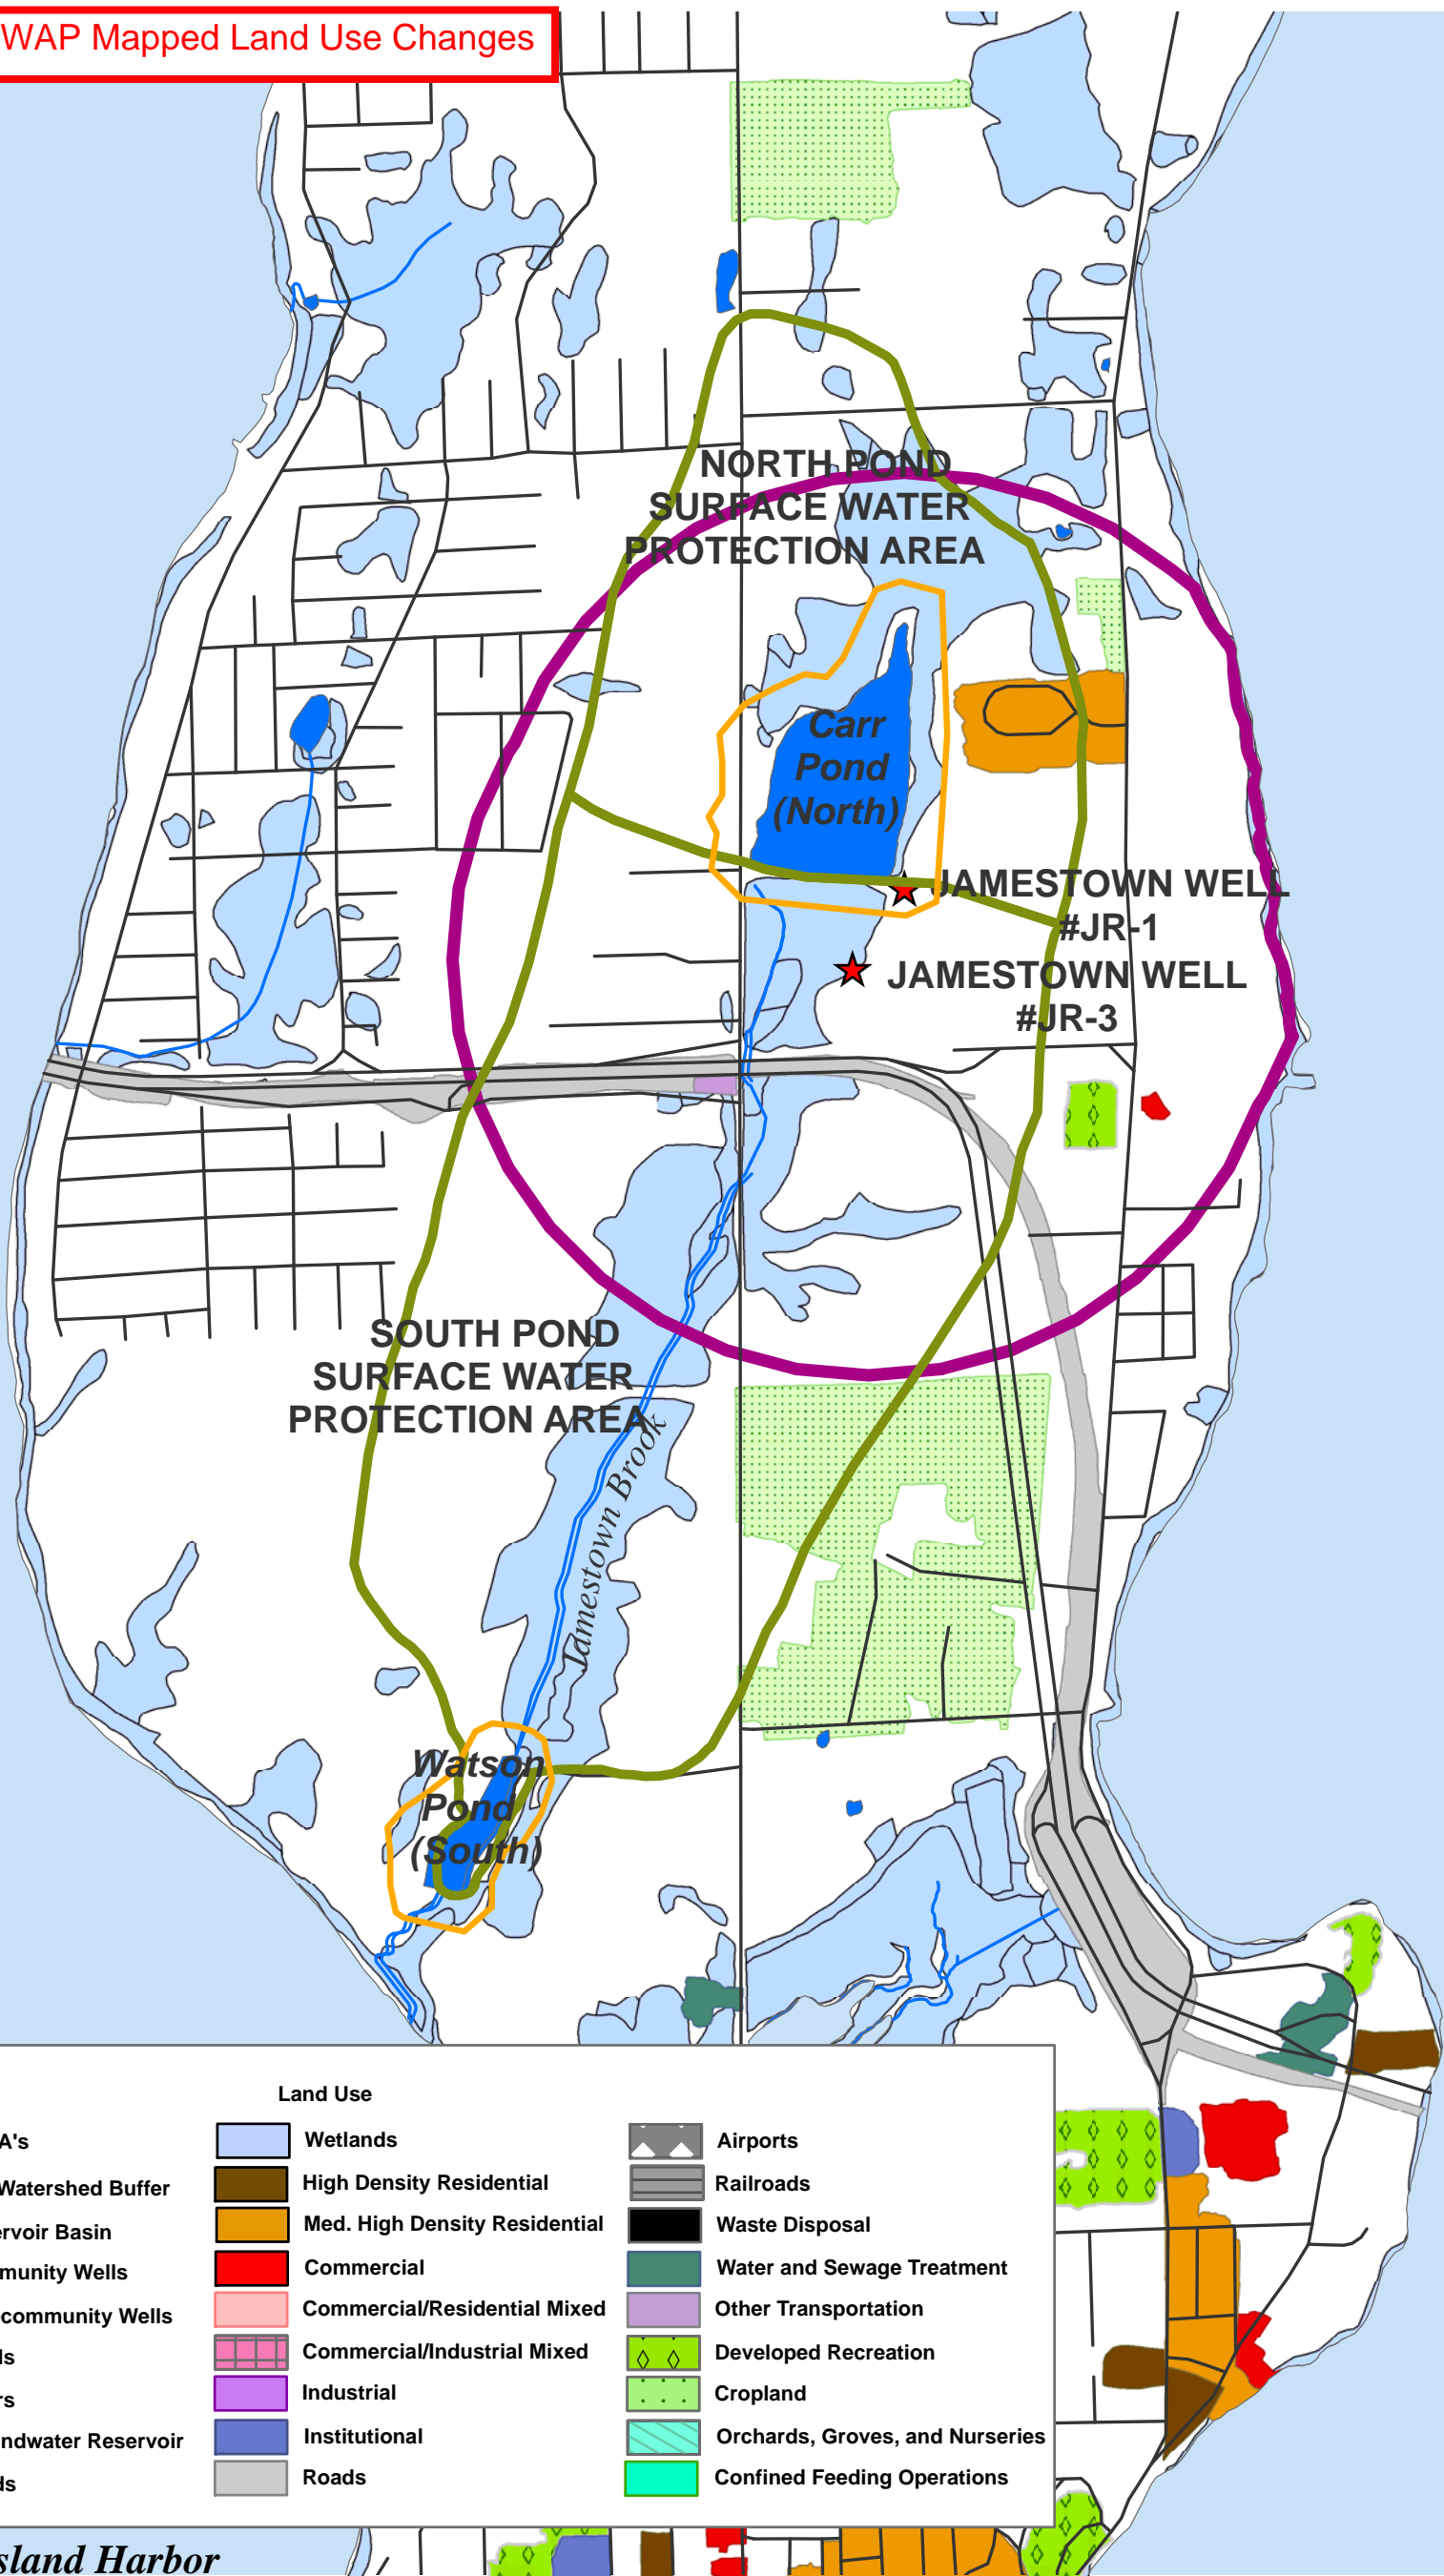 WAP Mapped Land Use Changes
NORTH POND
SURFACE WATER
PROTECTION AREA
Carr
Pond
(North)
JAMESTOWN WELL
#JR-1
JAMESTOWN WELL
#JR-3
SOUTH POND
SURFACE WATER
PROTECTION AREA
Jamestown Brook
Watson
Pond
(South)
Land Use
A's
Watershed Buffer
ervoir Basin
munity Wells
community Wells
ls
rs
ndwater Reservoir
ds
Wetlands
High Density Residential
Med. High Density Residential
Commercial
Commercial/Residential Mixed
Commercial/Industrial Mixed
Industrial
Institutional
Roads
Airports
Railroads
Waste Disposal
Water and Sewage Treatment
Other Transportation
Developed Recreation
Cropland
Orchards, Groves, and Nurseries
Confined Feeding Operations
sland Harbor